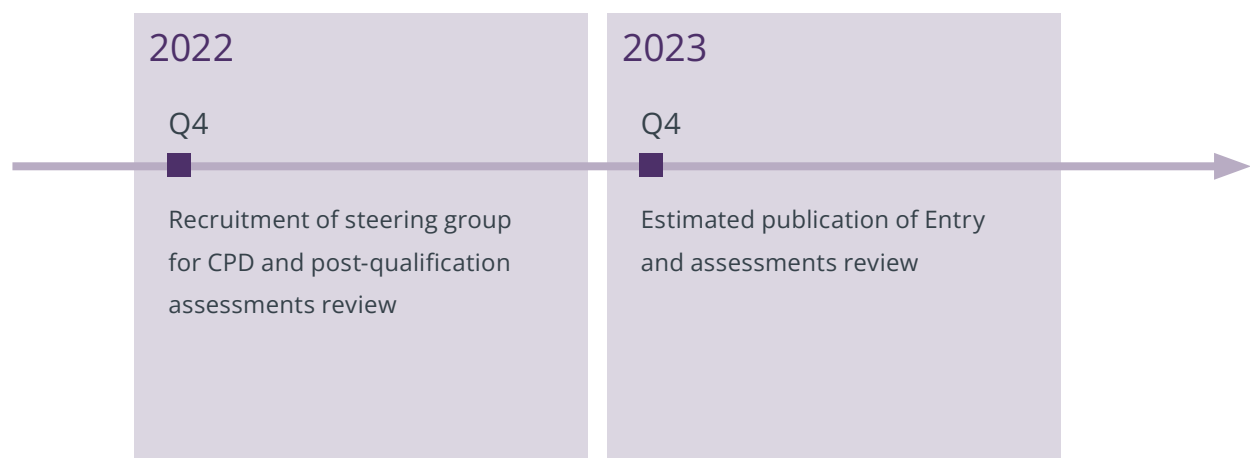 2022
Q4
Recruitment of steering group
for CPD and post-qualification
assessments review
2023
Q4
Estimated publication of Entry
and assessments review